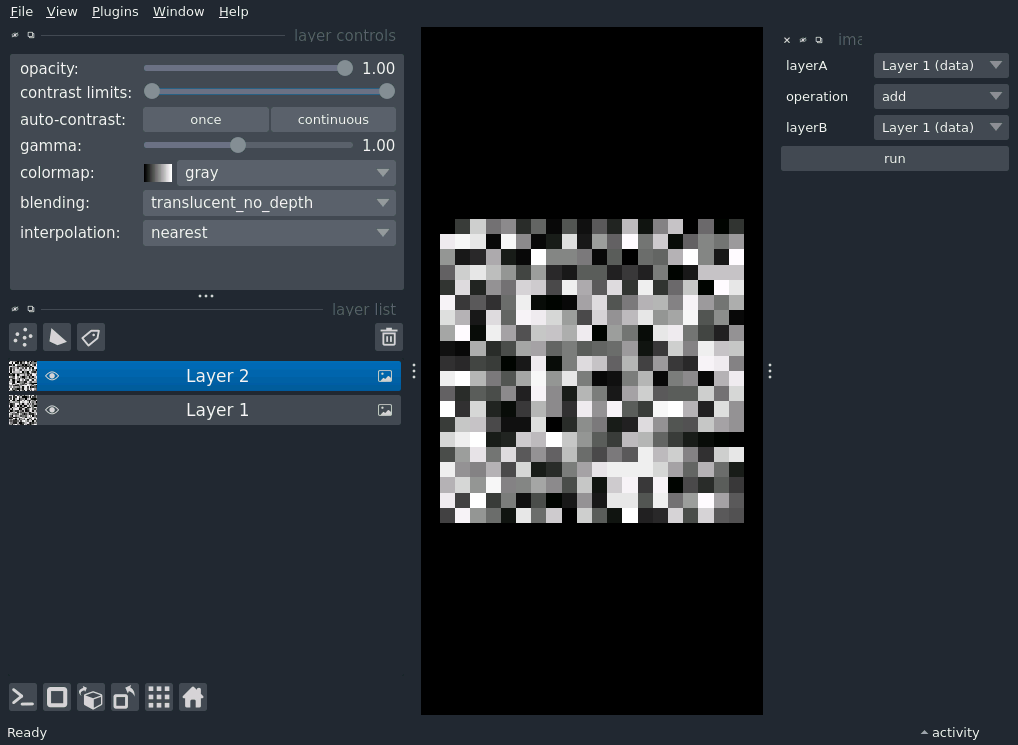 File View Plugins Window Help
layer controls
opacity: 1.00
contrast limits:
auto-contrast: once continuous
gamma: 1.00
colormap: gray
blending: translucent_no_depth
interpolation: nearest
layer list
Layer 2
Layer 1
layerA Layer 1 (data)
operation add
layerB Layer 1 (data)
run
Ready
activity